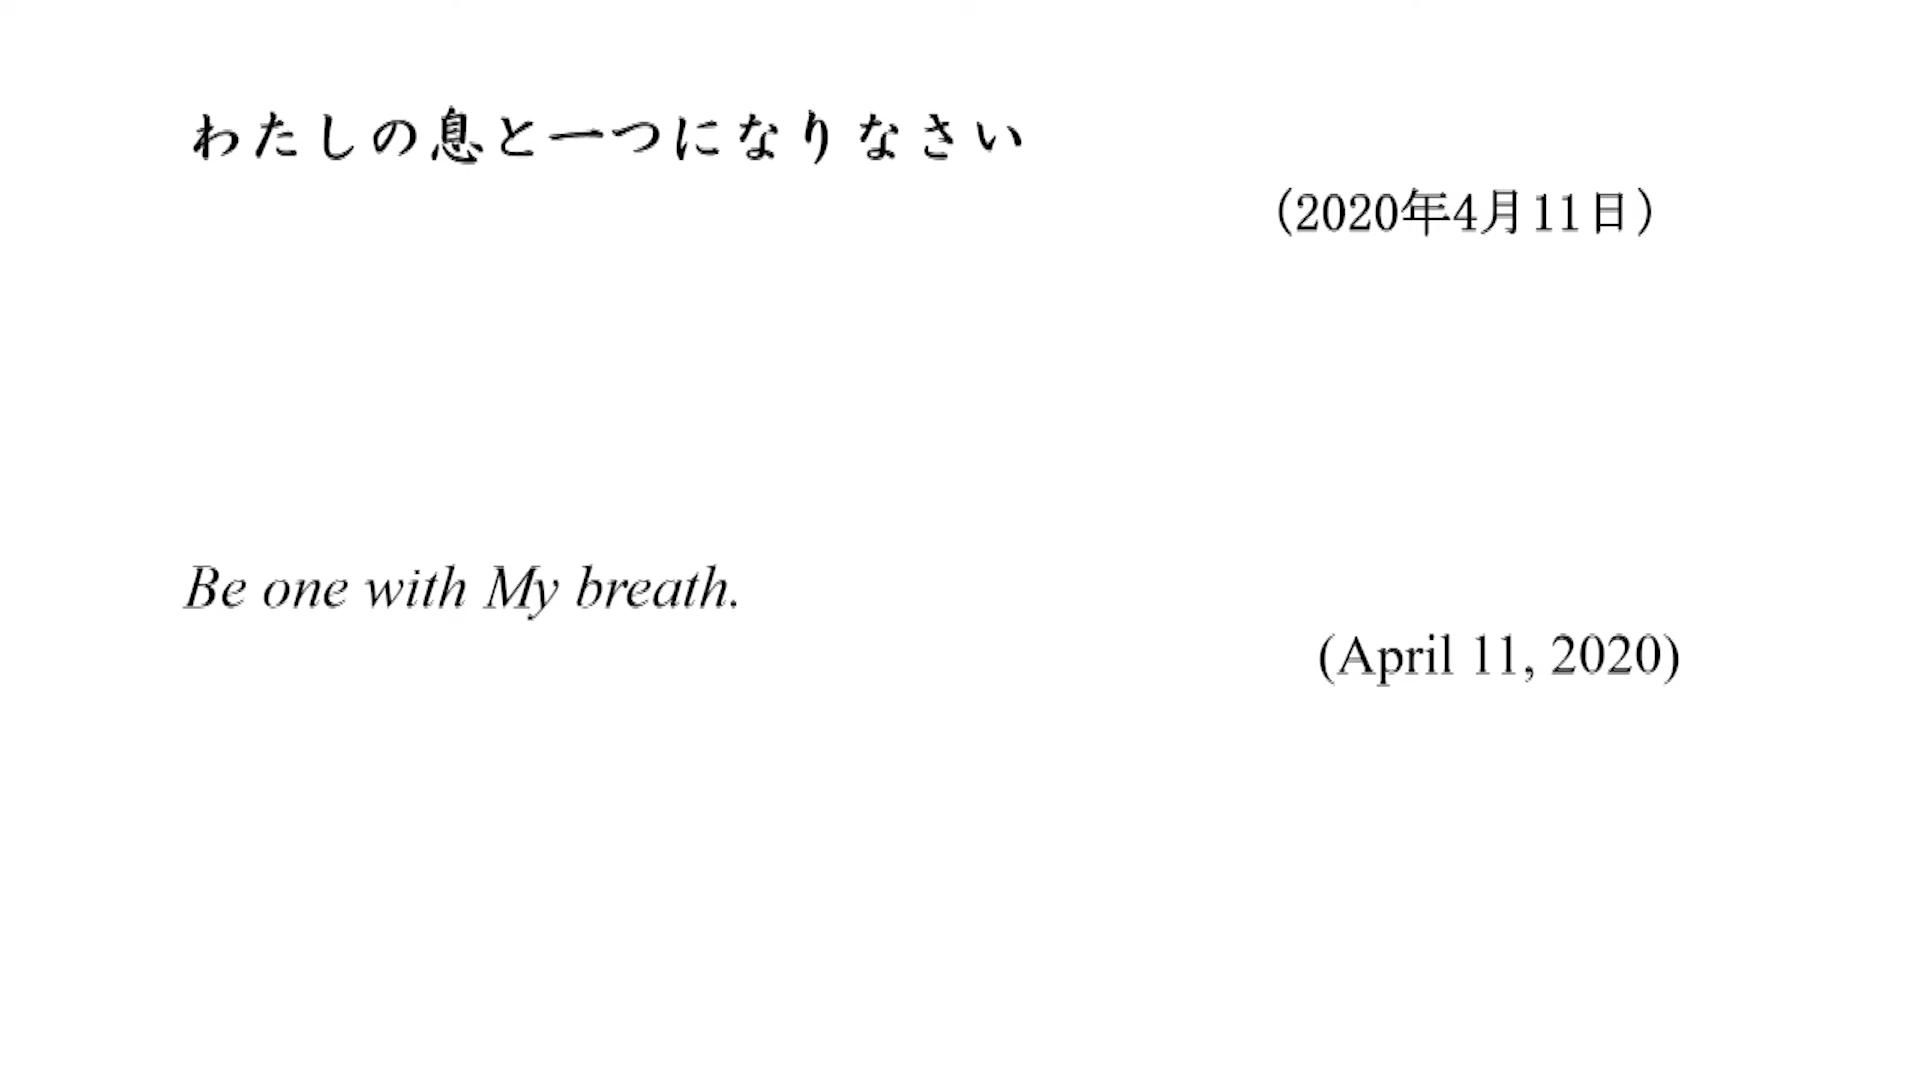 わたしの息と一つになりなさい
（2020年4月11日）
Be one with My breath.
(April 11, 2020)